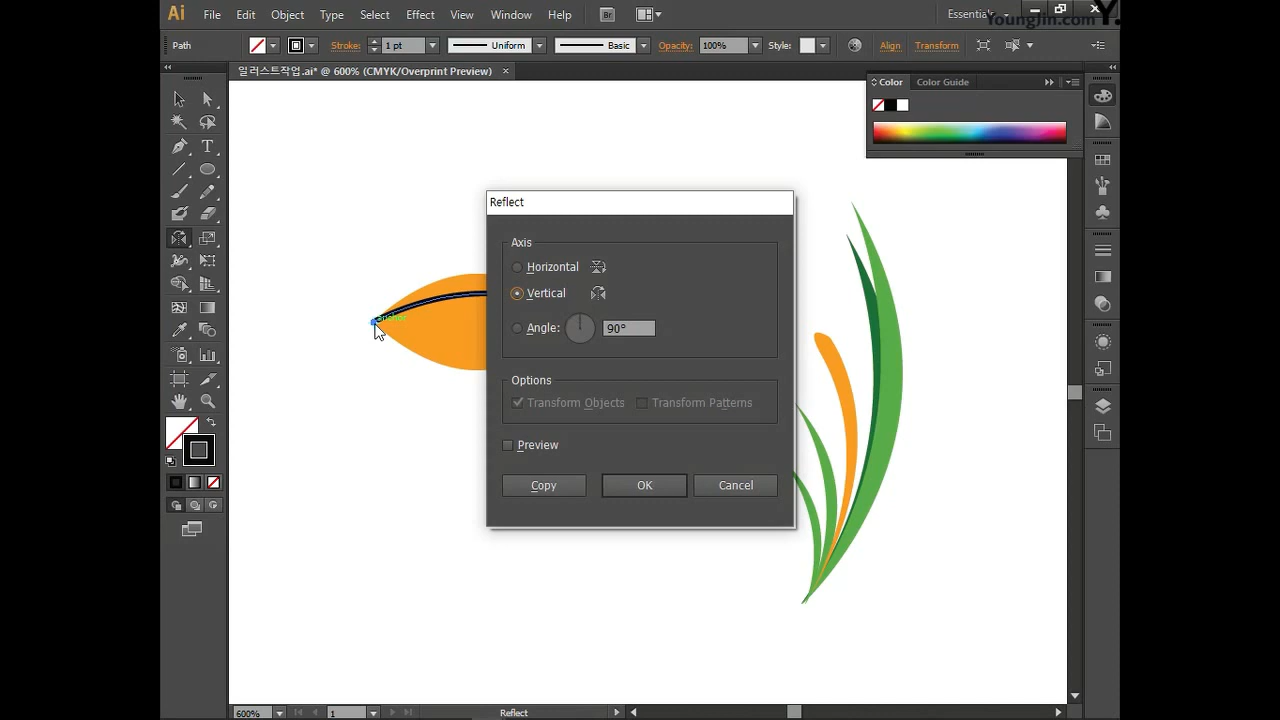 Ai File Edit Object Type Select Effect View Window Help Br
YoungJin.com Y.
Path Stroke: 1 pt Uniform Basic Opacity: 100% Style: Align Transform
일러스트작업.ai* @ 600% (CMYK/Overprint Preview) ×
Color Color Guide
Reflect
Axis
Horizontal
Vertical
Angle: 90°
Options
Transform Objects Transform Patterns
Preview
Copy OK Cancel
600% 1 Reflect